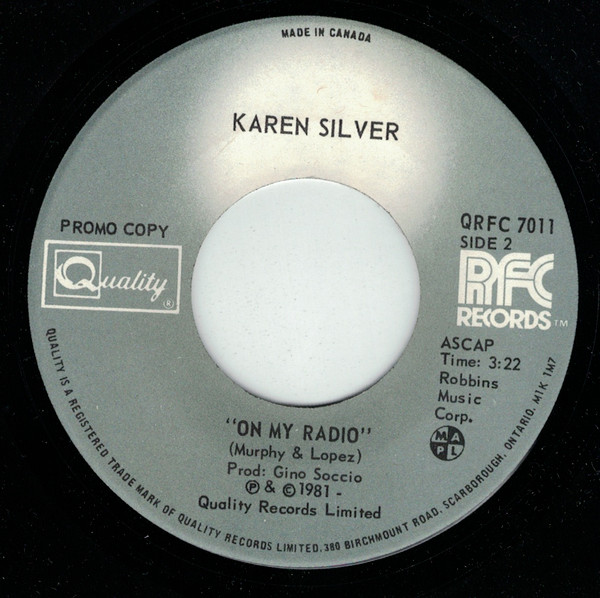 MADE IN CANADA
KAREN SILVER
PROMO COPY
Quality ®
QRFC 7011
SIDE 2
RFC
RECORDS™
ASCAP
Time: 3:22
Robbins
Music
Corp.
M A P L
"ON MY RADIO"
(Murphy & Lopez)
Prod: Gino Soccio
℗ & © 1981 -
Quality Records Limited
QUALITY IS A REGISTERED TRADE MARK OF QUALITY RECORDS LIMITED. 380 BIRCHMOUNT ROAD, SCARBOROUGH, ONTARIO. M1K 1M7